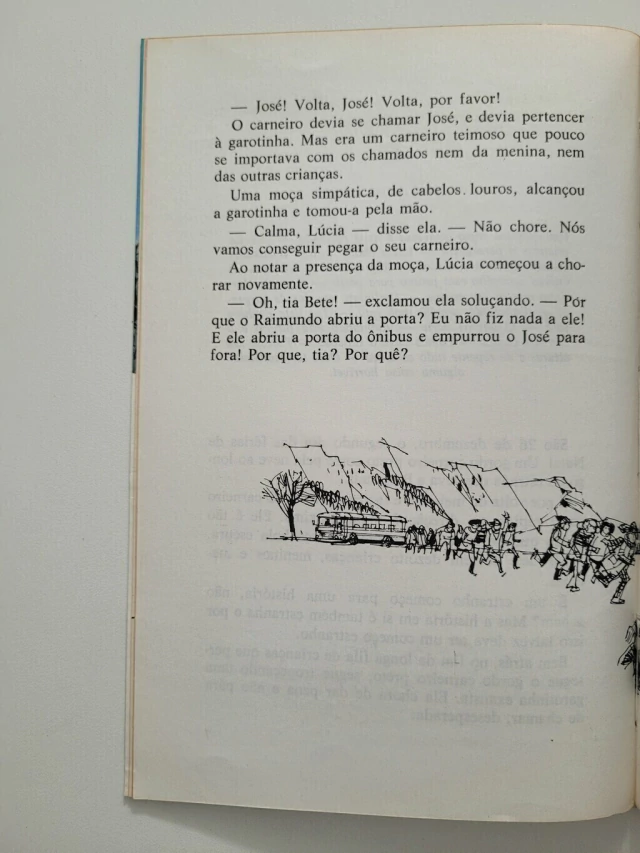 — José! Volta, José! Volta, por favor!
O carneiro devia se chamar José, e devia pertencer
à garotinha. Mas era um carneiro teimoso que pouco
se importava com os chamados nem da menina, nem
das outras crianças.
Uma moça simpática, de cabelos louros, alcançou
a garotinha e tomou-a pela mão.
— Calma, Lúcia — disse ela. — Não chore. Nós
vamos conseguir pegar o seu carneiro.
Ao notar a presença da moça, Lúcia começou a cho-
rar novamente.
— Oh, tia Bete! — exclamou ela soluçando. — Por
que o Raimundo abriu a porta? Eu não fiz nada a ele!
E ele abriu a porta do ônibus e empurrou o José para
fora! Por que, tia? Por quê?